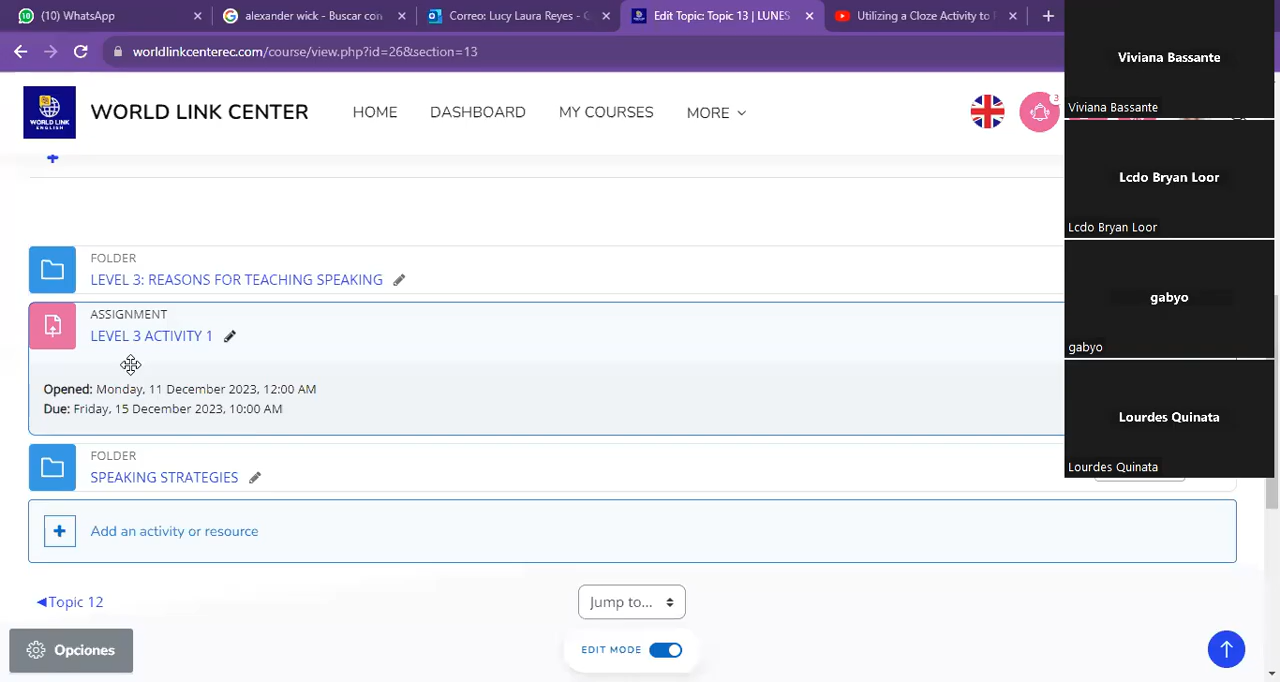 (10) WhatsApp
alexander wick - Buscar con
Correo: Lucy Laura Reyes -
Edit Topic: Topic 13 | LUNES
Utilizing a Cloze Activity to
worldlinkcenterec.com/course/view.php?id=26&section=13
WORLD LINK
ENGLISH
WORLD LINK CENTER
HOME
DASHBOARD
MY COURSES
MORE
3
Viviana Bassante
Viviana Bassante
Lcdo Bryan Loor
Lcdo Bryan Loor
gabyo
gabyo
Lourdes Quinata
Lourdes Quinata
FOLDER
LEVEL 3: REASONS FOR TEACHING SPEAKING
ASSIGNMENT
LEVEL 3 ACTIVITY 1
Opened: Monday, 11 December 2023, 12:00 AM
Due: Friday, 15 December 2023, 10:00 AM
FOLDER
SPEAKING STRATEGIES
Add an activity or resource
◀Topic 12
Jump to...
EDIT MODE
Opciones